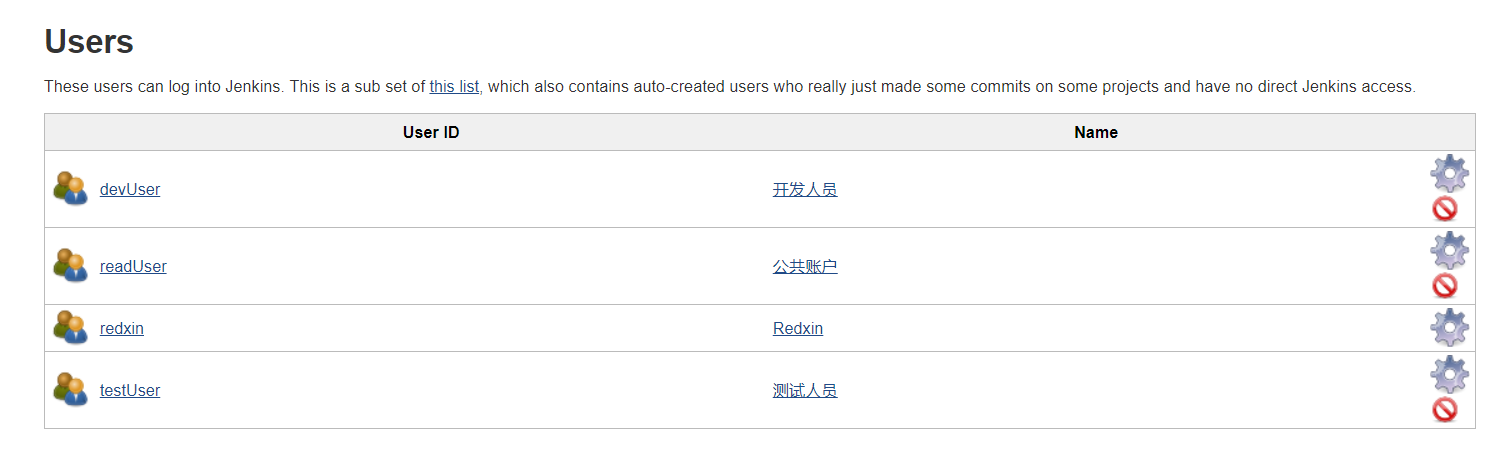 Users
These users can log into Jenkins. This is a sub set of this list, which also contains auto-created users who really just made some commits on some projects and have no direct Jenkins access.
User ID Name
devUser 开发人员
readUser 公共账户
redxin Redxin
testUser 测试人员